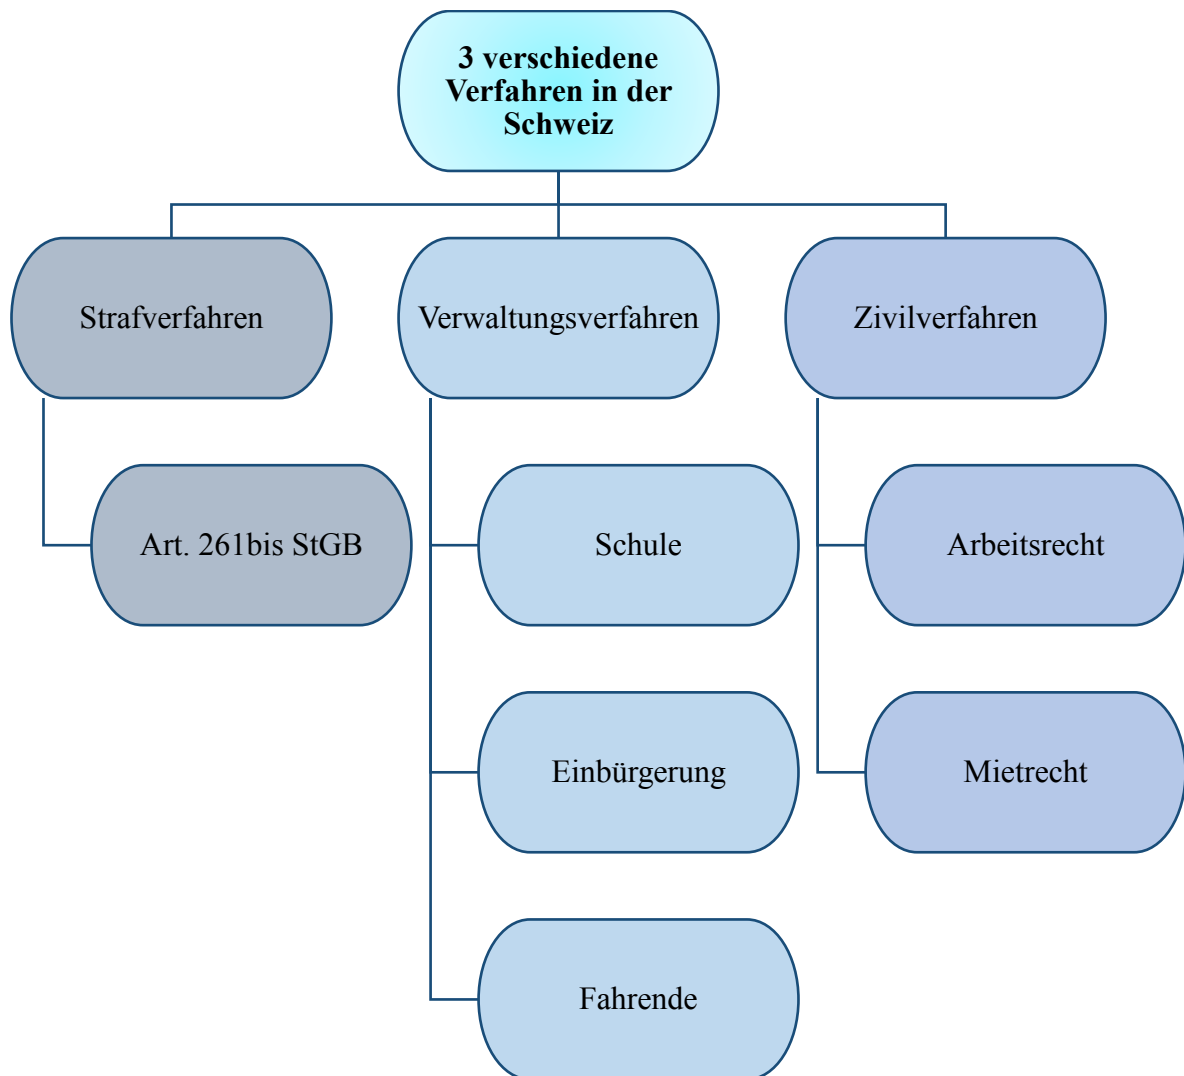 3 verschiedene
Verfahren in der
Schweiz
Strafverfahren
Verwaltungsverfahren
Zivilverfahren
Art. 261bis StGB
Schule
Arbeitsrecht
Einbürgerung
Mietrecht
Fahrende